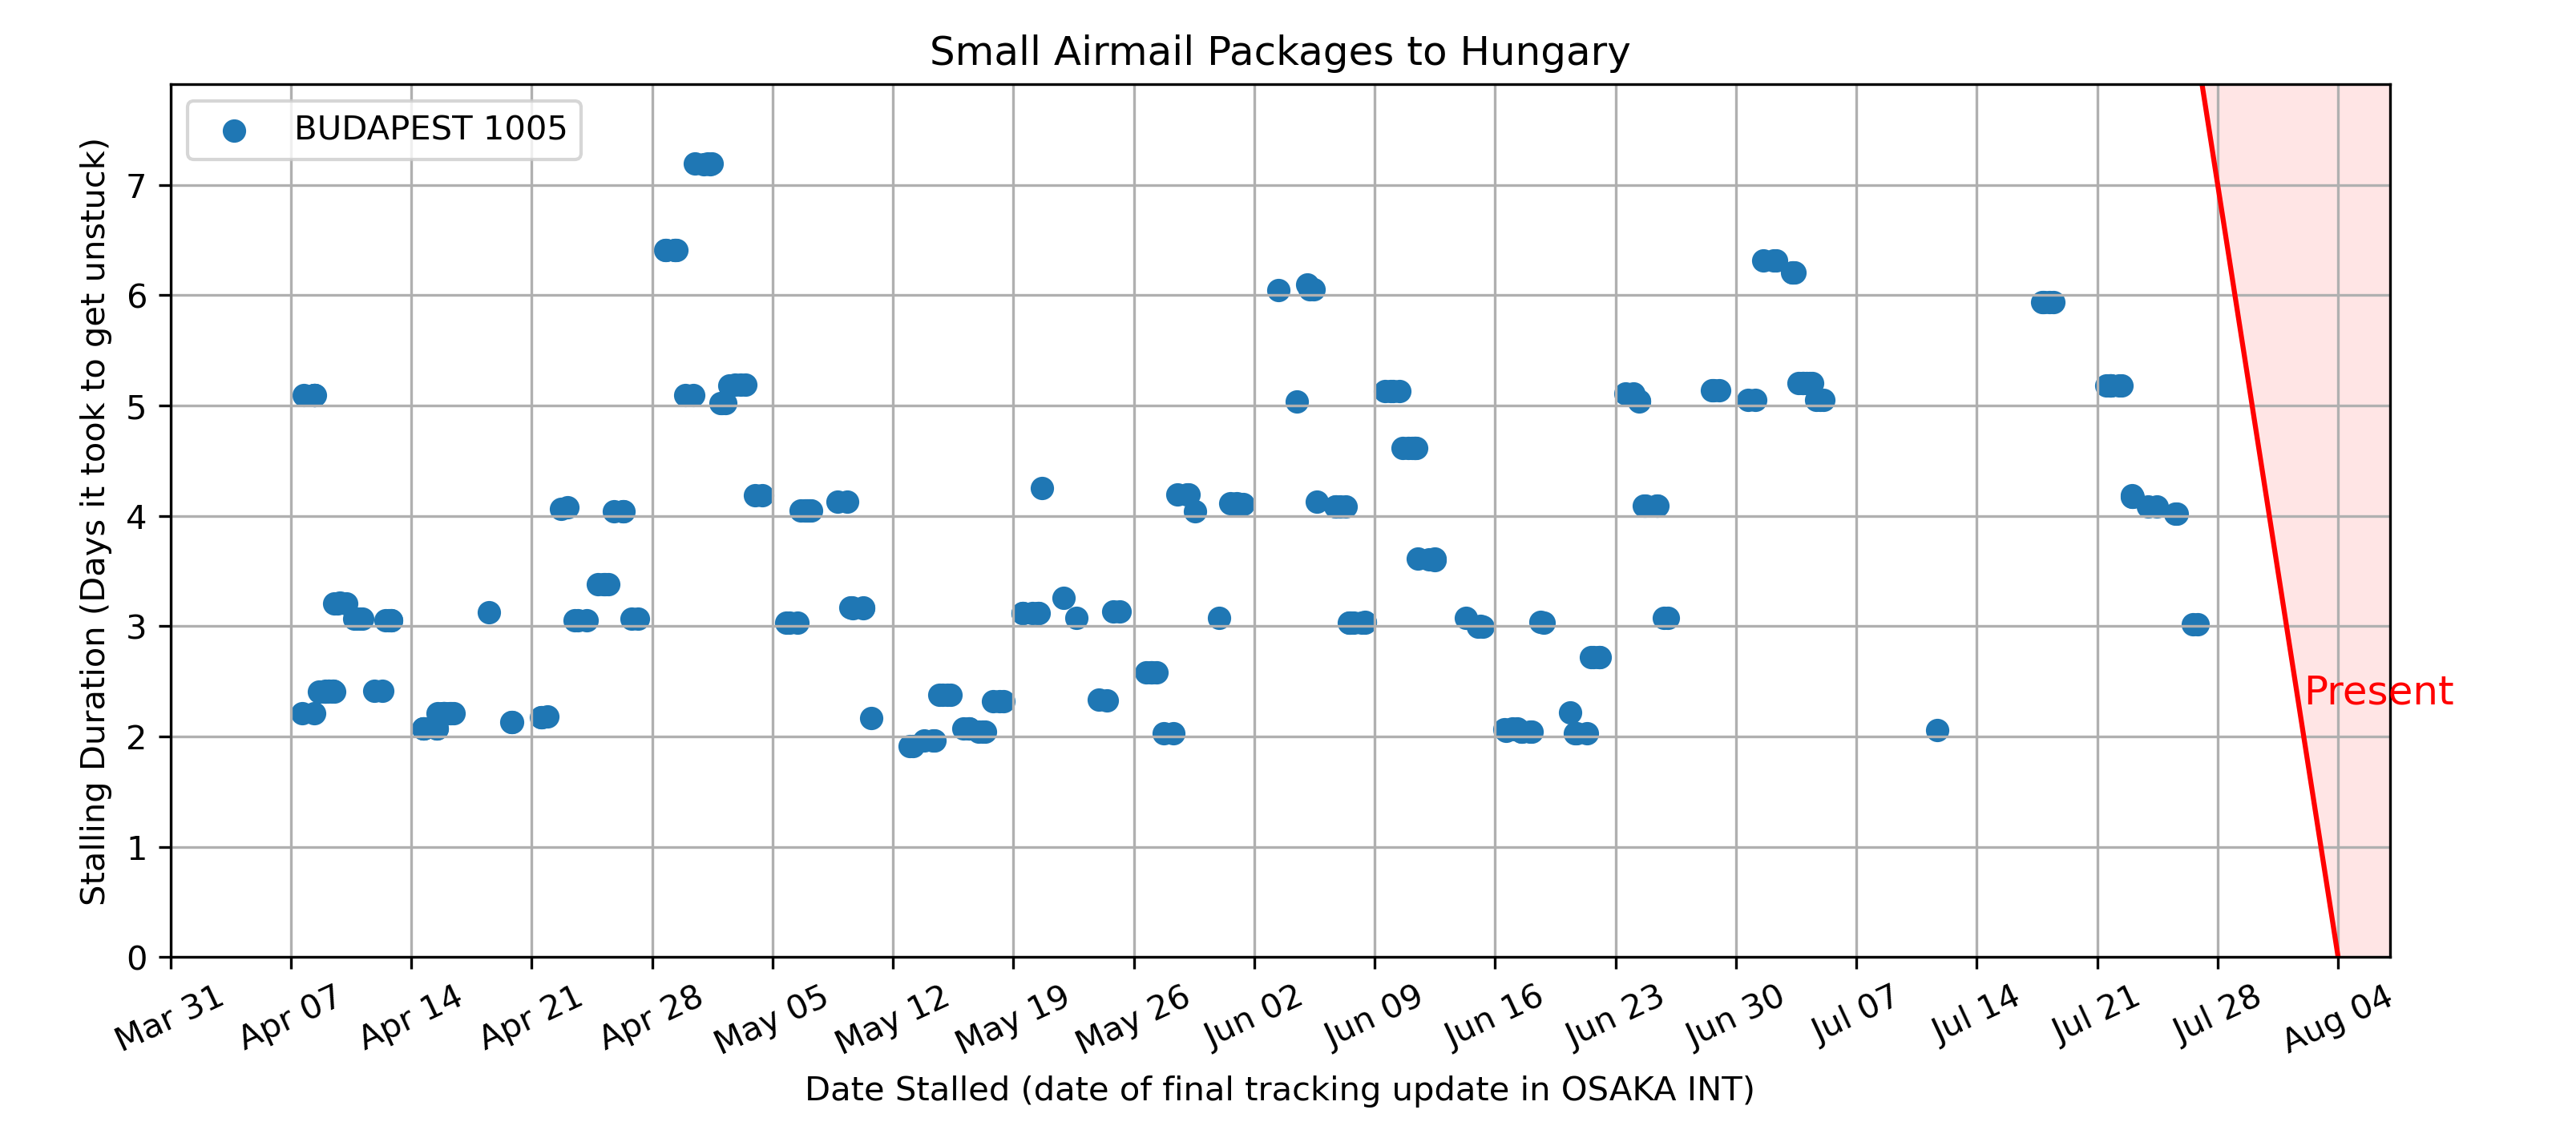 Small Airmail Packages to Hungary
BUDAPEST 1005
Stalling Duration (Days it took to get unstuck)
7
6
5
4
3
2
1
0
Present
Mar 31
Apr 07
Apr 14
Apr 21
Apr 28
May 05
May 12
May 19
May 26
Jun 02
Jun 09
Jun 16
Jun 23
Jun 30
Jul 07
Jul 14
Jul 21
Jul 28
Aug 04
Date Stalled (date of final tracking update in OSAKA INT)